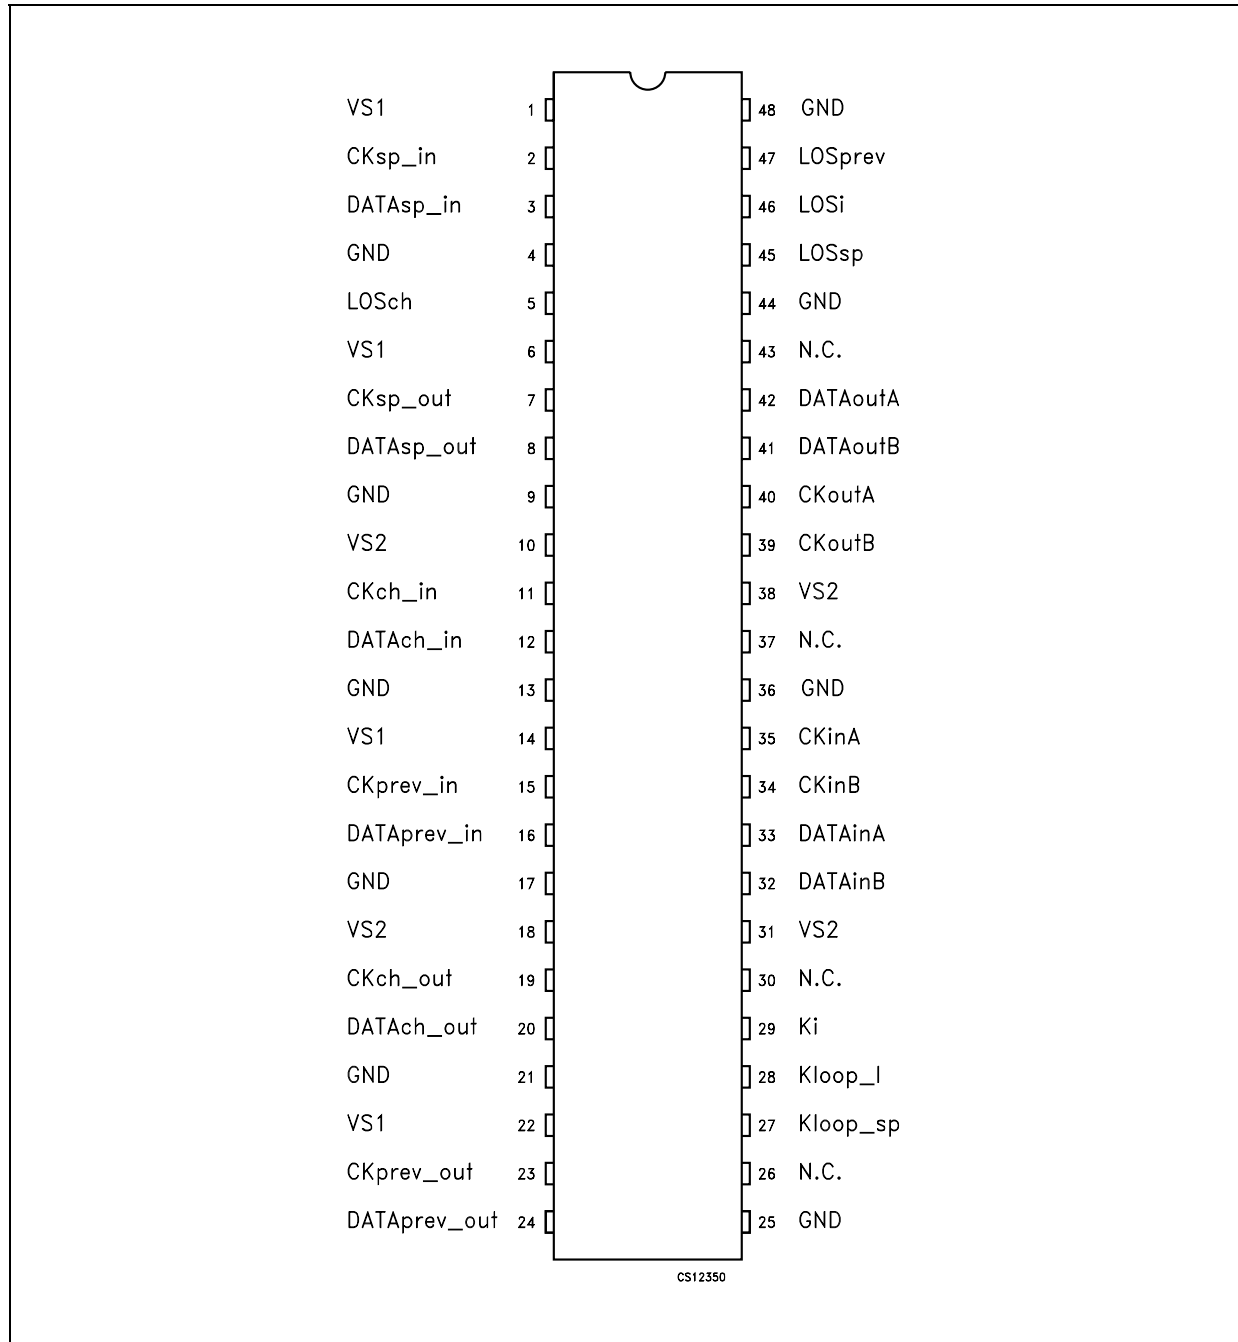 VS1 1 48 GND
CKsp_in 2 47 LOSprev
DATAsp_in 3 46 LOSi
GND 4 45 LOSsp
LOSch 5 44 GND
VS1 6 43 N.C.
CKsp_out 7 42 DATAoutA
DATAsp_out 8 41 DATAoutB
GND 9 40 CKoutA
VS2 10 39 CKoutB
CKch_in 11 38 VS2
DATAch_in 12 37 N.C.
GND 13 36 GND
VS1 14 35 CKinA
CKprev_in 15 34 CKinB
DATAprev_in 16 33 DATAinA
GND 17 32 DATAinB
VS2 18 31 VS2
CKch_out 19 30 N.C.
DATAch_out 20 29 Ki
GND 21 28 Kloop_l
VS1 22 27 Kloop_sp
CKprev_out 23 26 N.C.
DATAprev_out 24 25 GND
CS12350